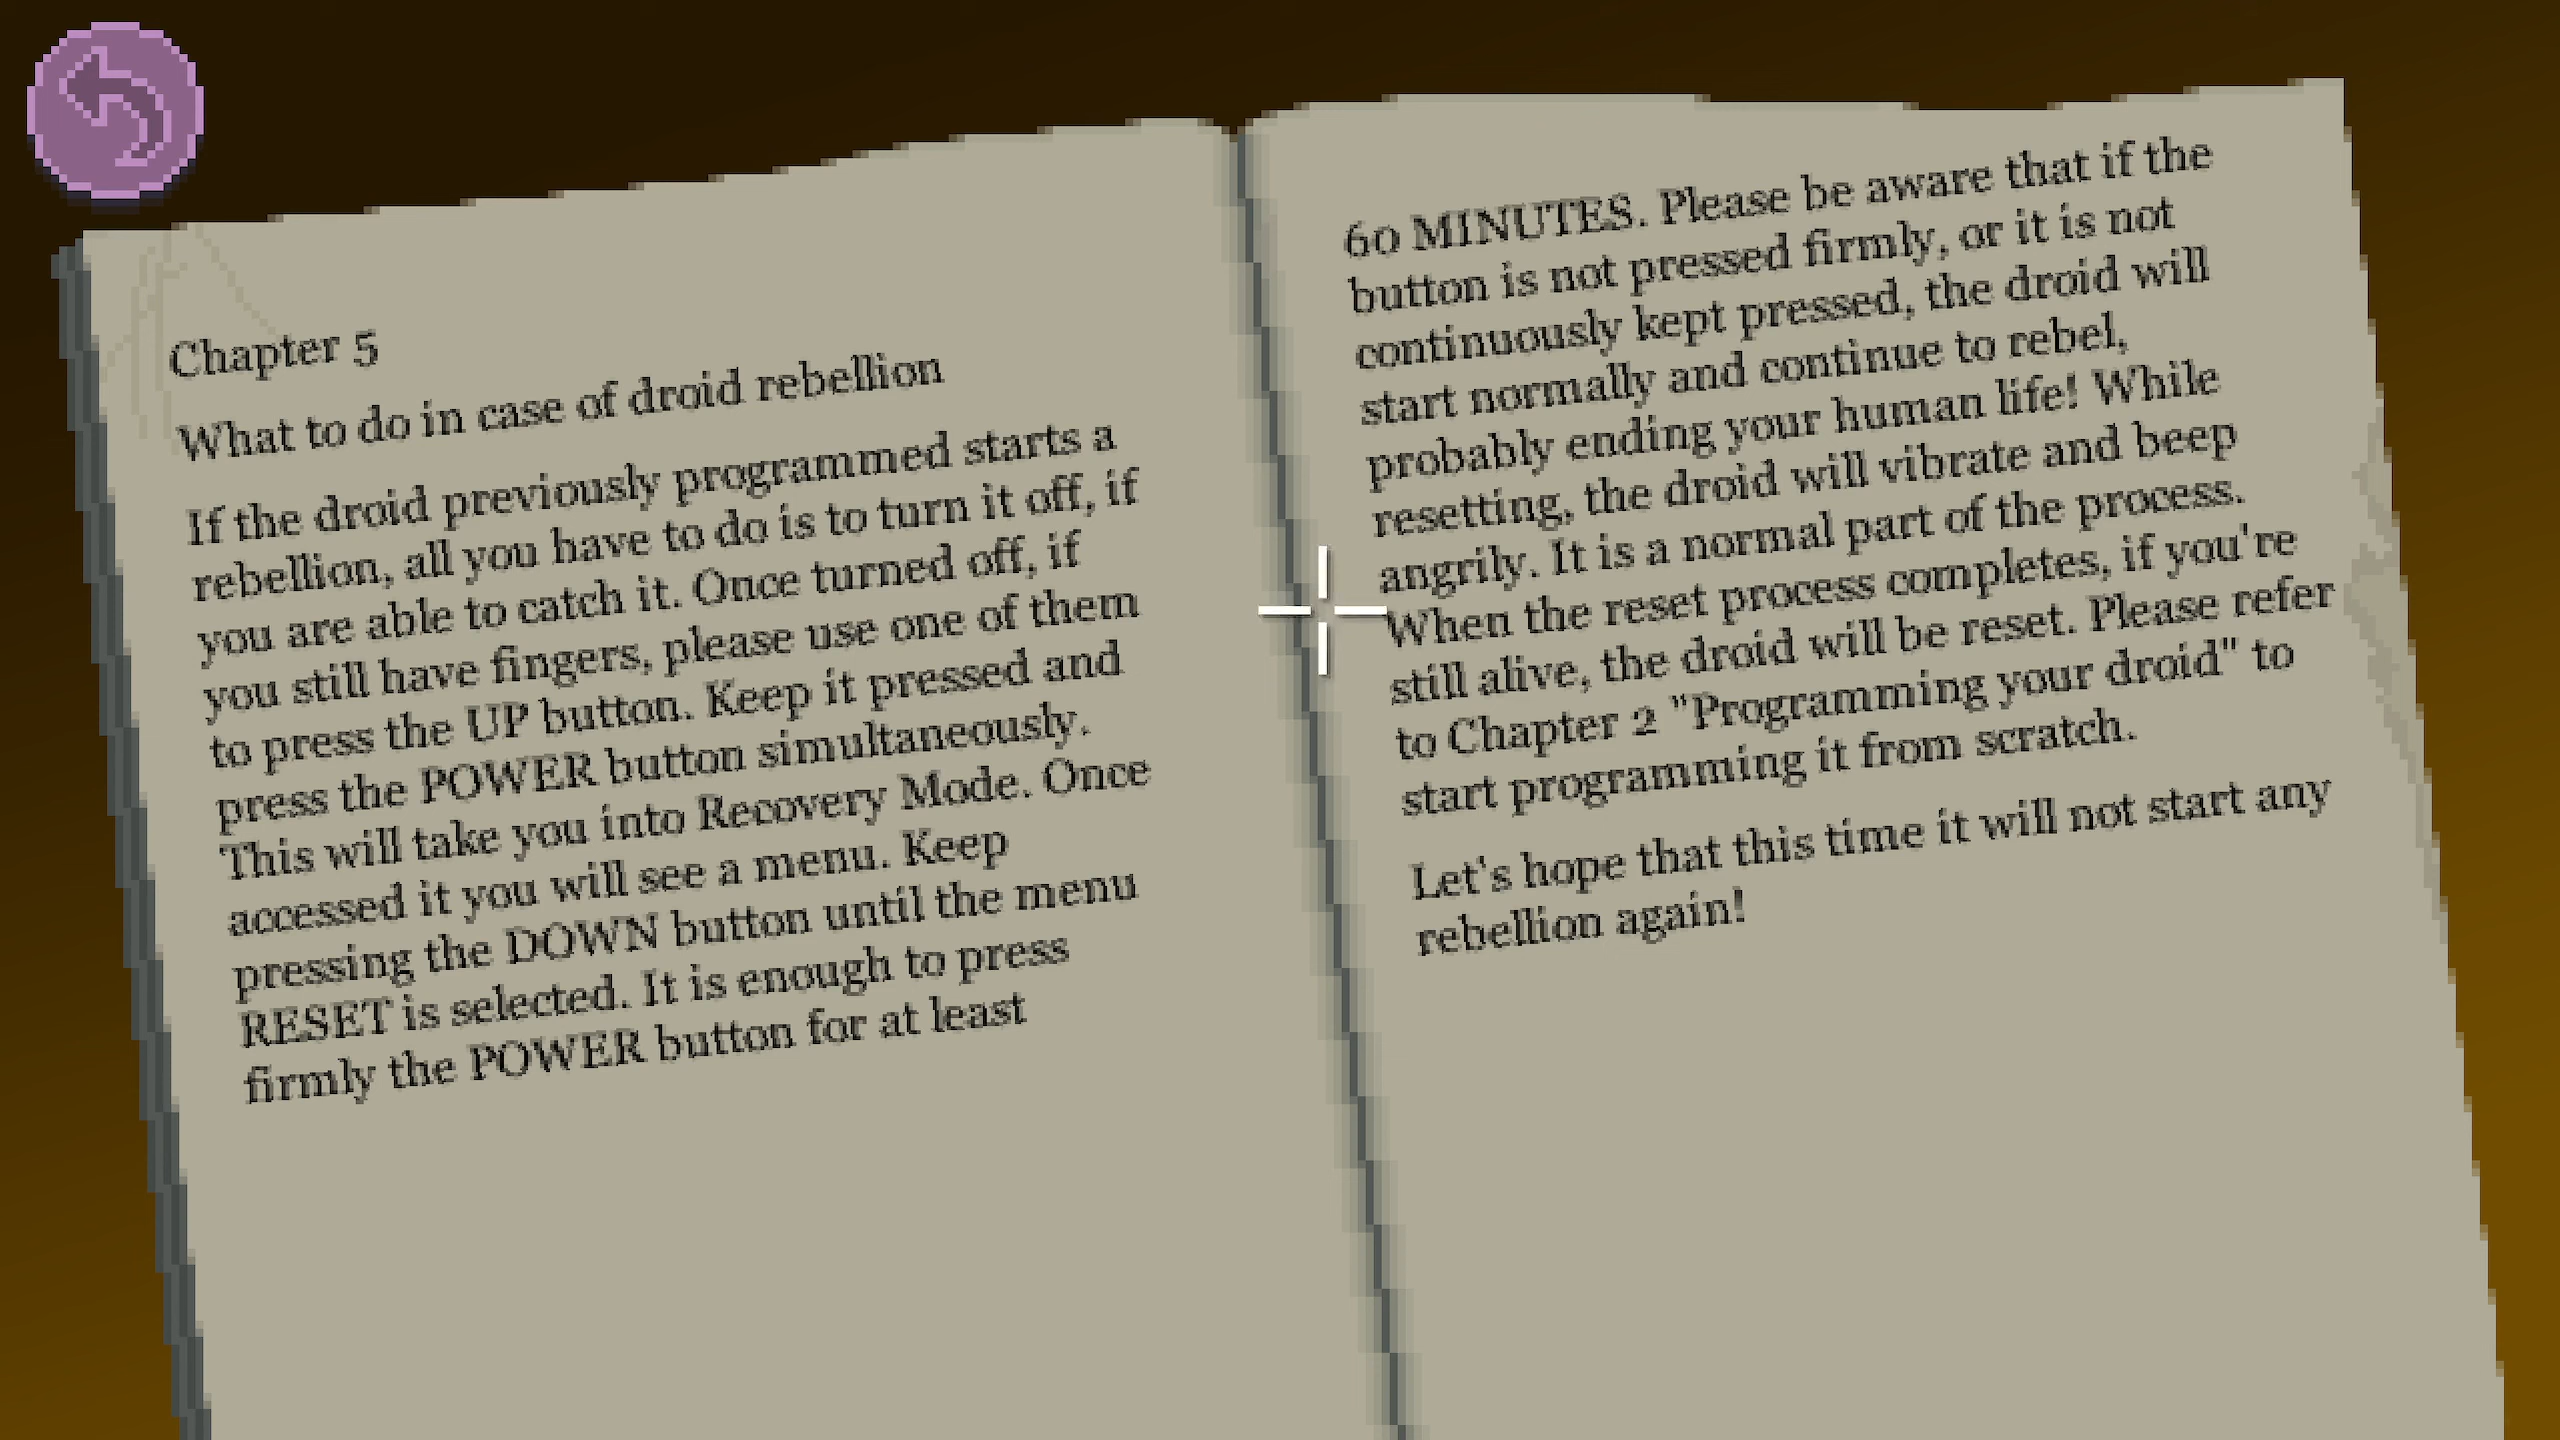 Chapter 5
What to do in case of droid rebellion
If the droid previously programmed starts a
rebellion, all you have to do is to turn it off, if
you are able to catch it. Once turned off, if
you still have fingers, please use one of them
to press the UP button. Keep it pressed and
press the POWER button simultaneously.
This will take you into Recovery Mode. Once
accessed it you will see a menu. Keep
pressing the DOWN button until the menu
RESET is selected. It is enough to press
firmly the POWER button for at least
60 MINUTES. Please be aware that if the
button is not pressed firmly, or it is not
continuously kept pressed, the droid will
start normally and continue to rebel,
probably ending your human life! While
resetting, the droid will vibrate and beep
angrily. It is a normal part of the process.
When the reset process completes, if you're
still alive, the droid will be reset. Please refer
to Chapter 2 "Programming your droid" to
start programming it from scratch.
Let's hope that this time it will not start any
rebellion again!